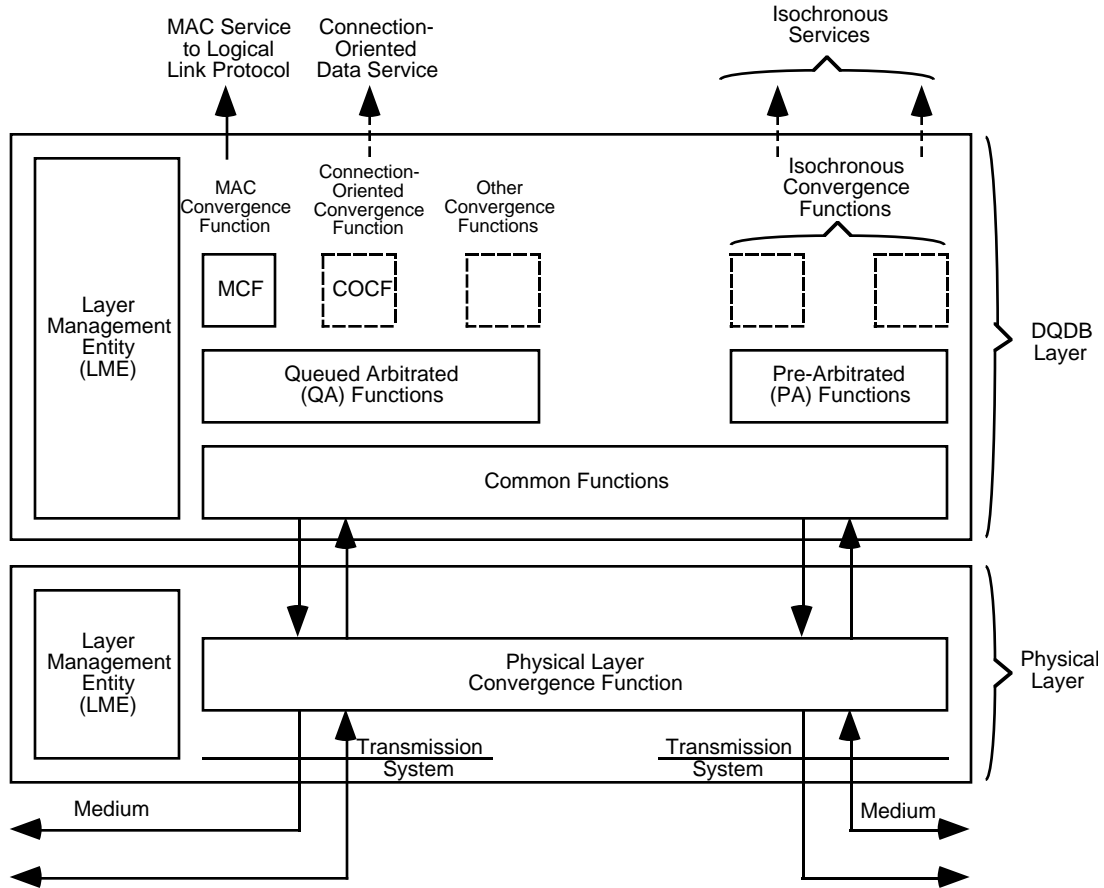 MAC Service
to Logical
Link Protocol
Connection-
Oriented
Data Service
Isochronous
Services
MAC
Convergence
Function
Connection-
Oriented
Convergence
Function
Other
Convergence
Functions
Isochronous
Convergence
Functions
MCF
COCF
Layer
Management
Entity
(LME)
Queued Arbitrated
(QA) Functions
Pre-Arbitrated
(PA) Functions
DQDB
Layer
Common Functions
Layer
Management
Entity
(LME)
Physical Layer
Convergence Function
Physical
Layer
Transmission
System
Transmission
System
Medium
Medium